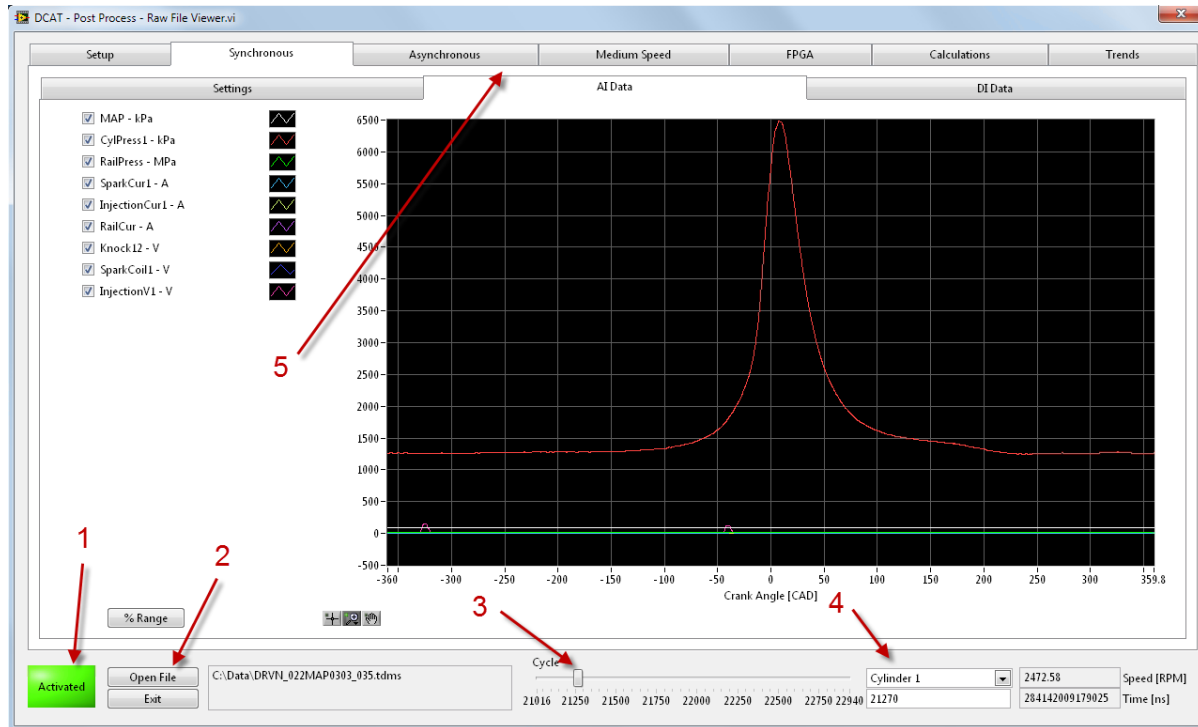 DCAT - Post Process - Raw File Viewer.vi
Setup Synchronous Asynchronous Medium Speed FPGA Calculations Trends
Settings AI Data DI Data
MAP - kPa
CylPress1 - kPa
RailPress - MPa
SparkCur1 - A
InjectionCur1 - A
RailCur - A
Knock12 - V
SparkCoil1 - V
InjectionV1 - V
5
6500
6000
5500
5000
4500
4000
3500
3000
2500
2000
1500
1000
500
0
-500
-360 -300 -250 -200 -150 -100 -50 0 50 100 150 200 250 300 359.8
Crank Angle [CAD]
1
2
3
4
% Range
Activated
Open File
Exit
C:\Data\DRVN_022MAP0303_035.tdms
Cycle
21016 21250 21500 21750 22000 22250 22500 22750 22940
Cylinder 1
21270
2472.58 Speed [RPM]
284142009179025 Time [ns]